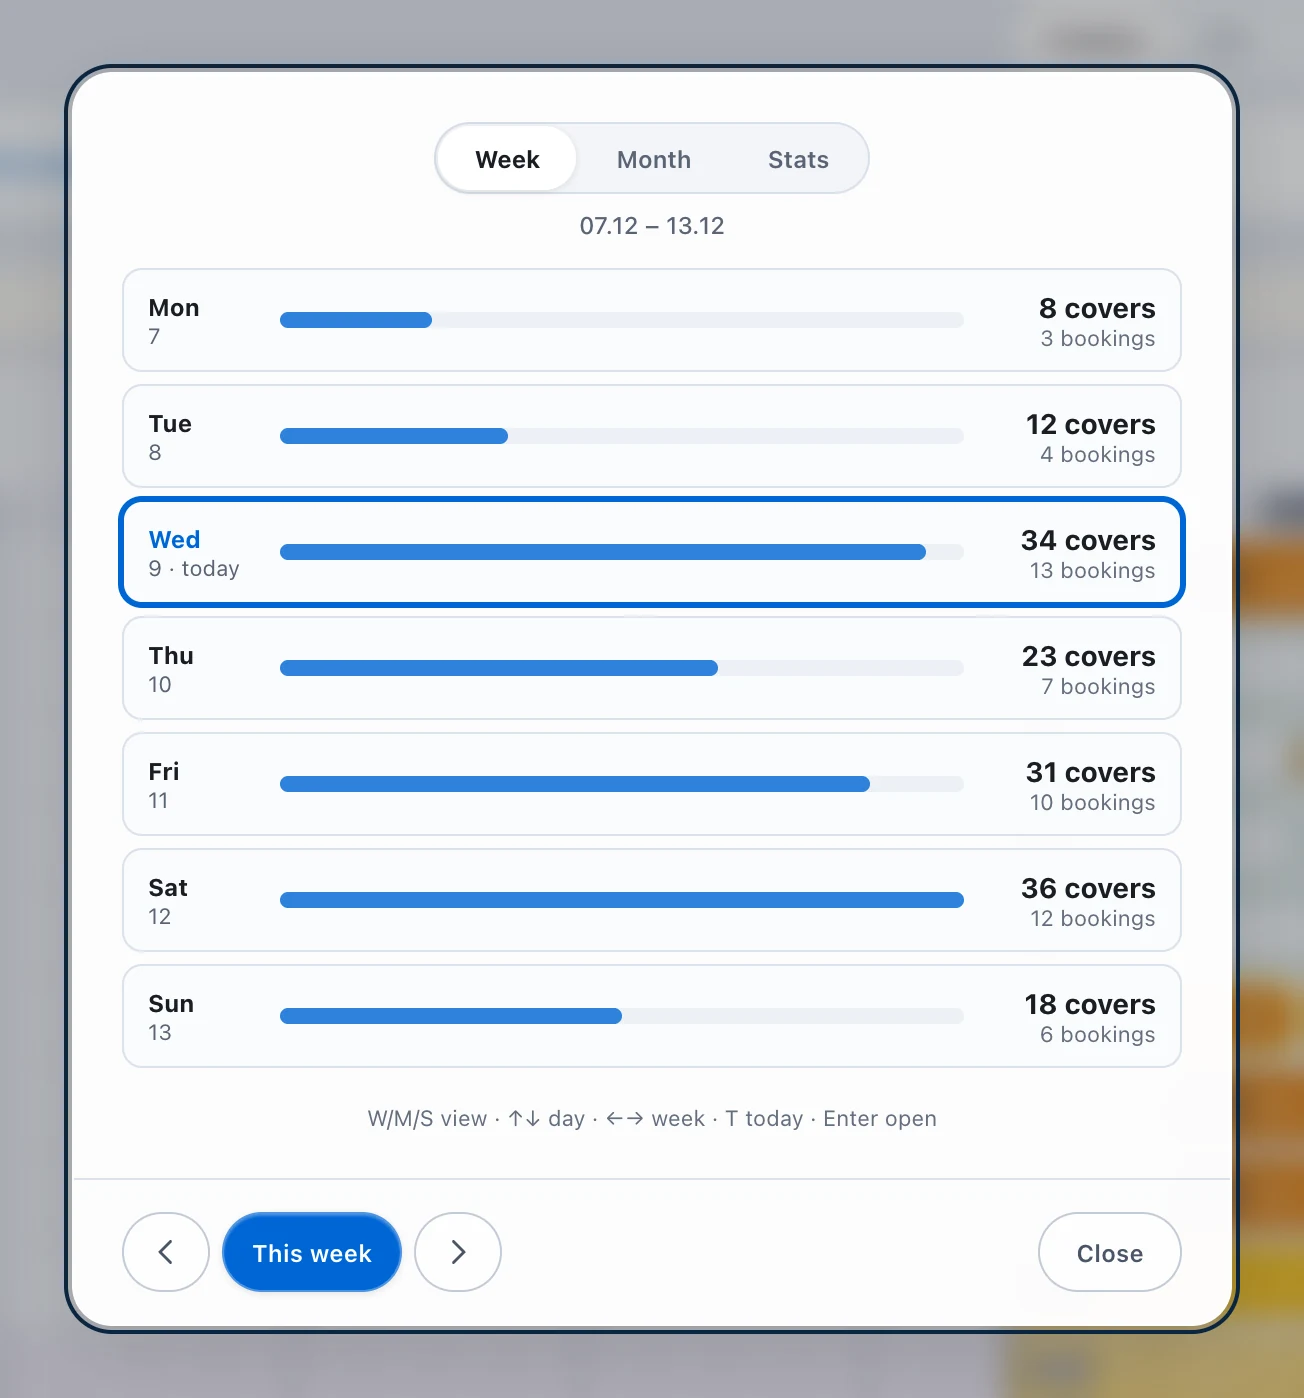 Week Month Stats
07.12 – 13.12
Mon
7
8 covers
3 bookings
Tue
8
12 covers
4 bookings
Wed
9 · today
34 covers
13 bookings
Thu
10
23 covers
7 bookings
Fri
11
31 covers
10 bookings
Sat
12
36 covers
12 bookings
Sun
13
18 covers
6 bookings
W/M/S view · ↑↓ day · ←→ week · T today · Enter open
This week
Close